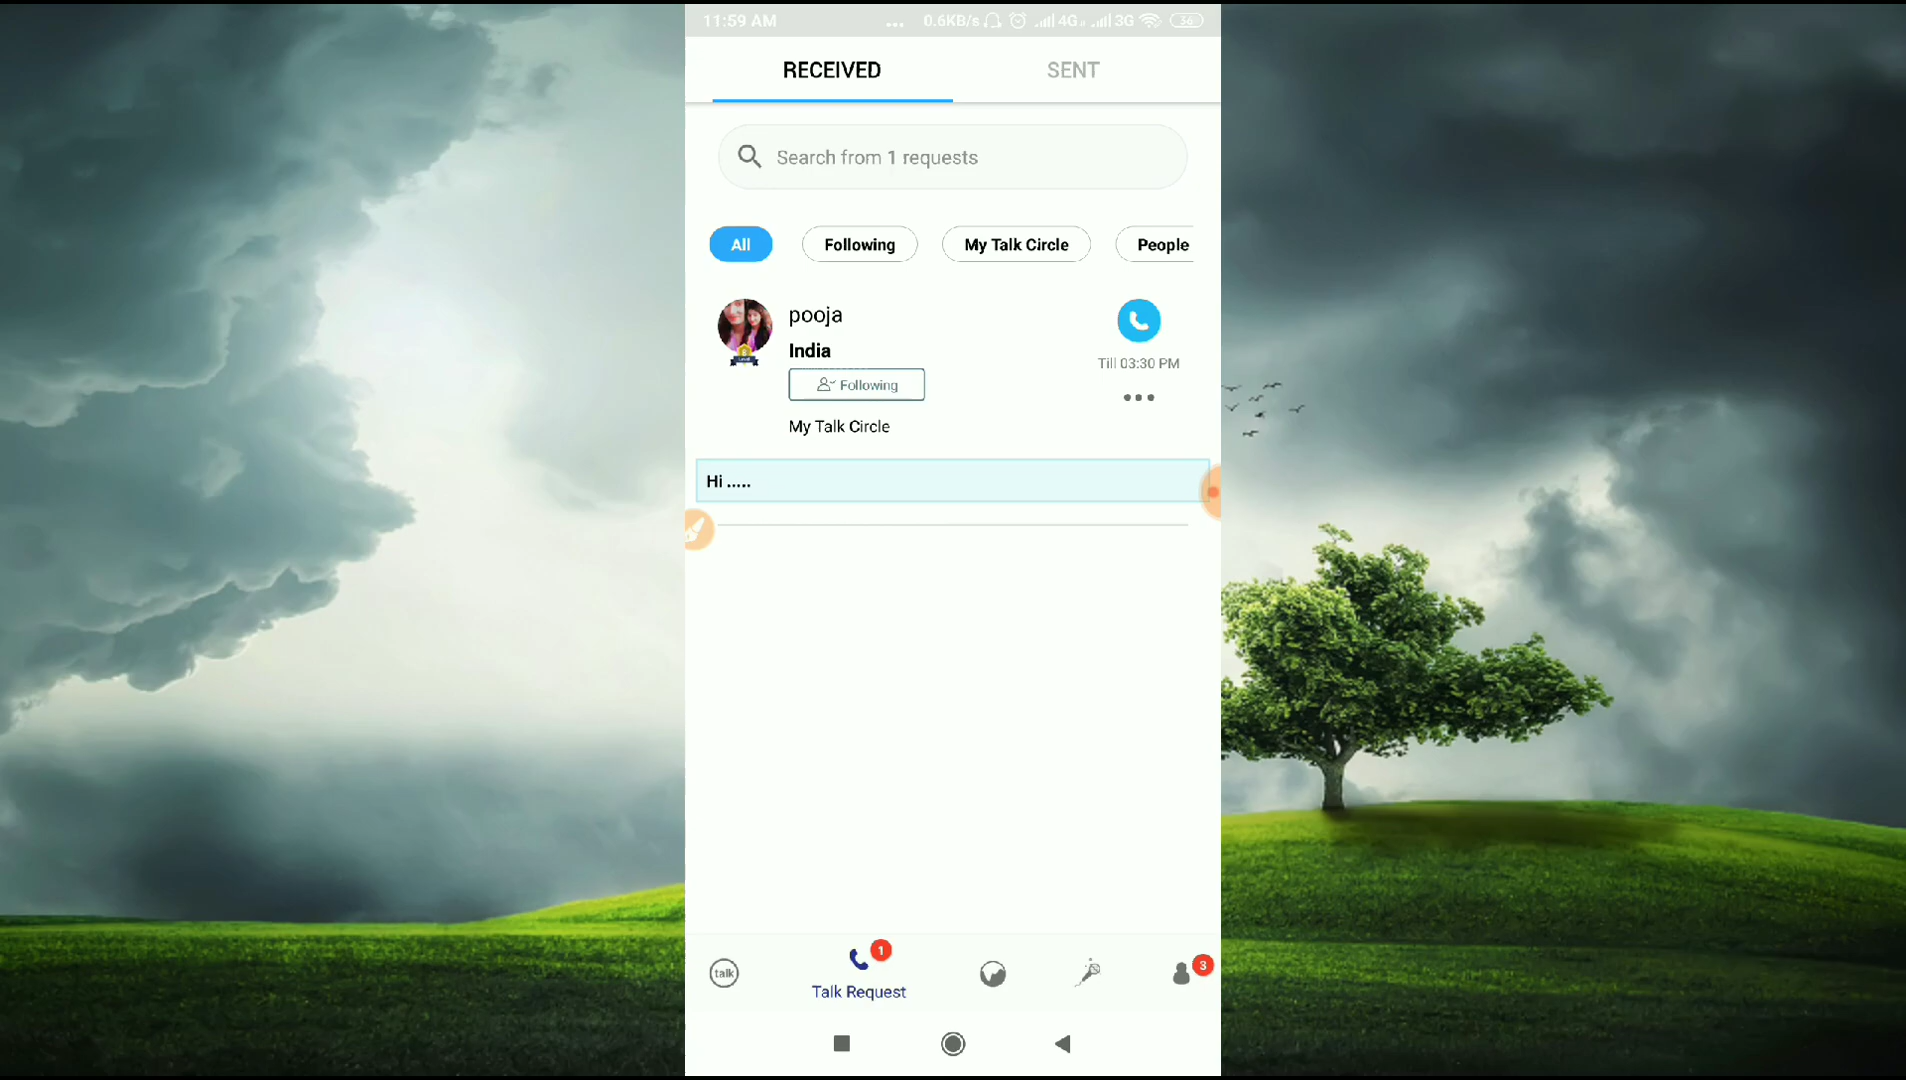 11:59 AM ... 0.6KB/s 4G 3G 36
RECEIVED SENT
Search from 1 requests
All Following My Talk Circle People
pooja
India
Till 03:30 PM
Following
My Talk Circle
Hi .....
talk
1
Talk Request
3